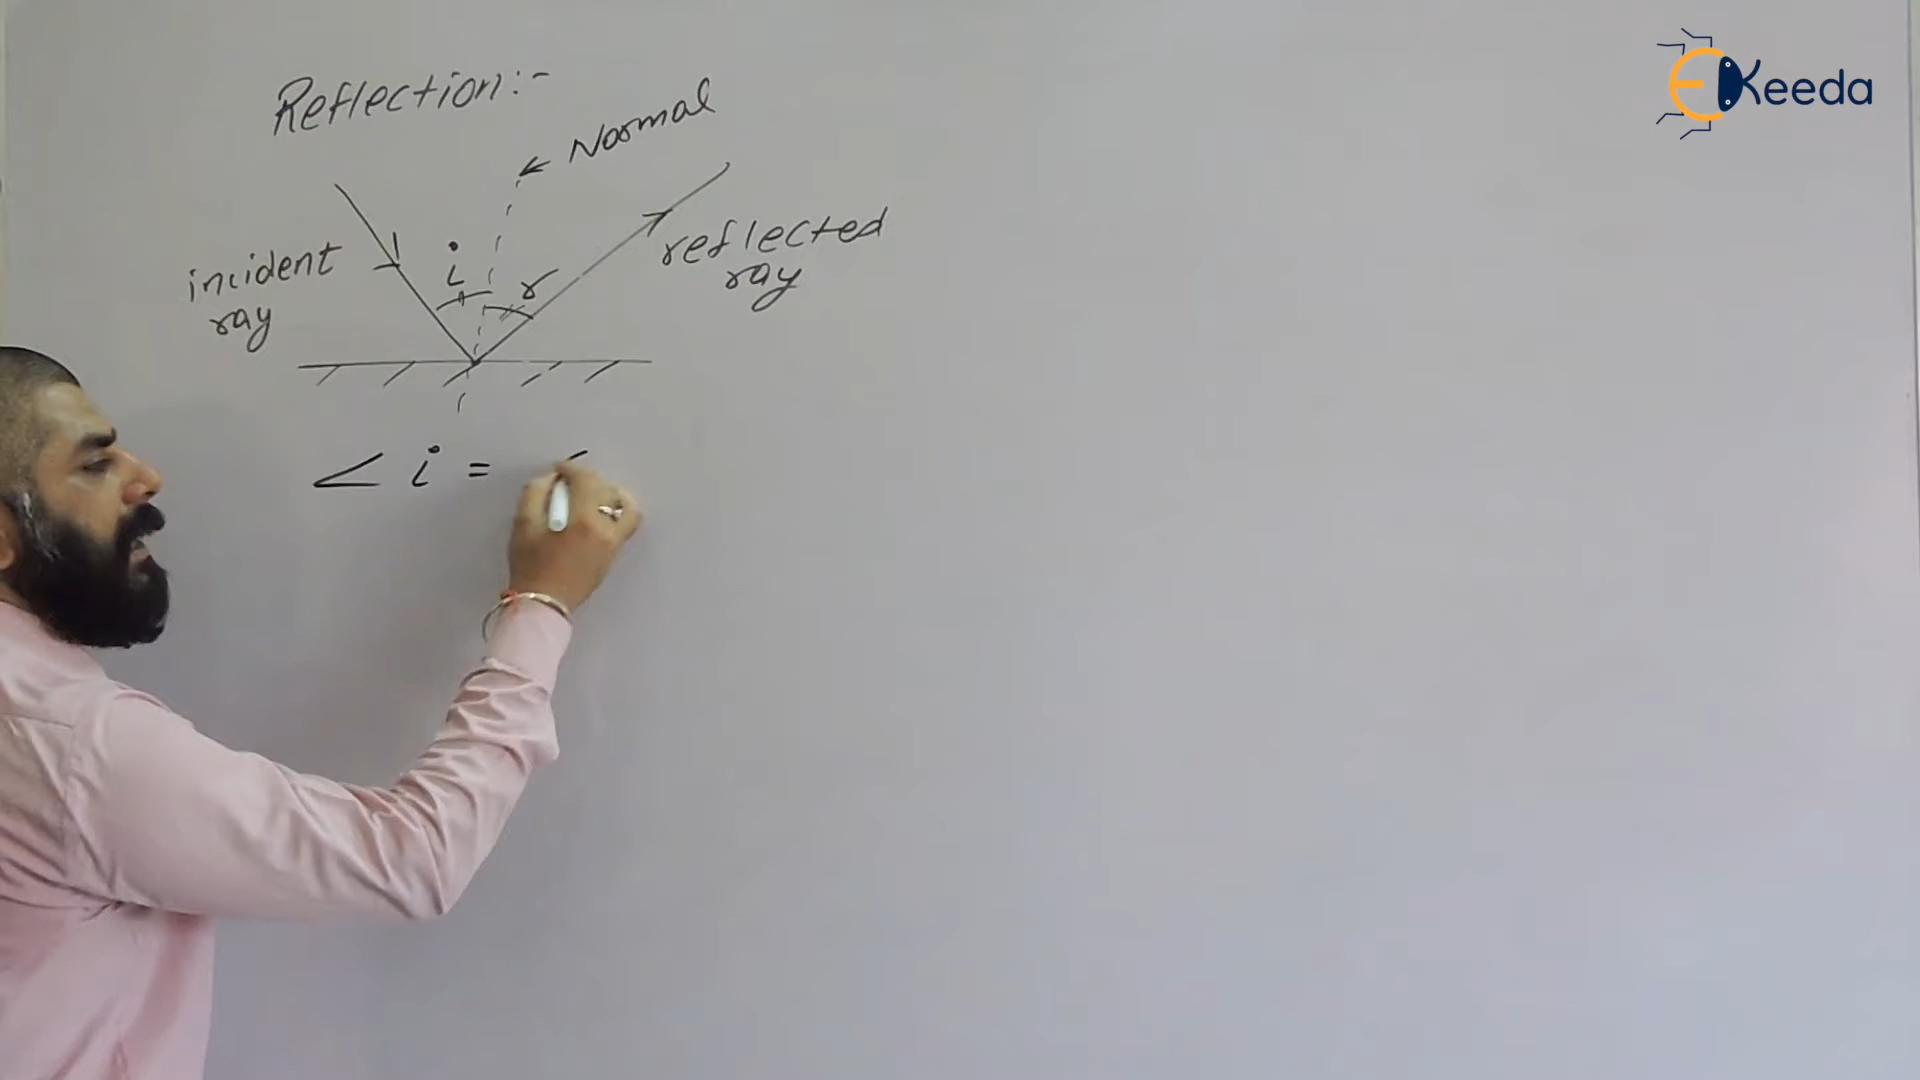 Reflection:-
Normal
incident
ray
i
r
reflected
ray
∠ i =
EKeeda